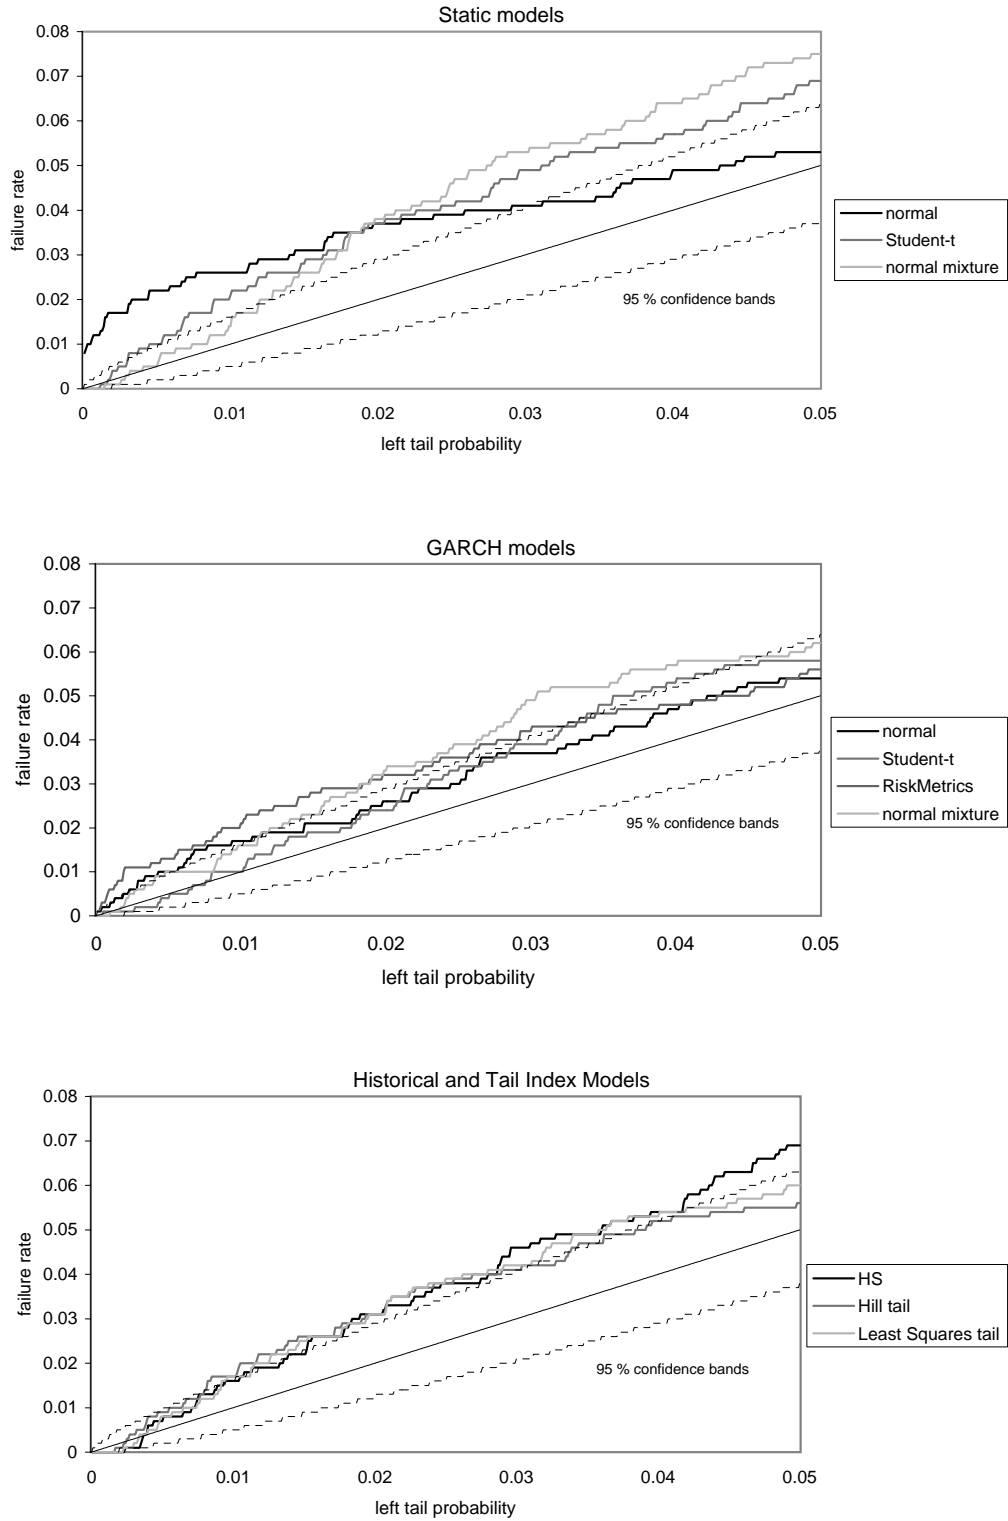 Static models
0.08
0.07
0.06
0.05
0.04
0.03
0.02
0.01
0
failure rate
0 0.01 0.02 0.03 0.04 0.05
left tail probability
95 % confidence bands
normal
Student-t
normal mixture
GARCH models
0.08
0.07
0.06
0.05
0.04
0.03
0.02
0.01
0
failure rate
0 0.01 0.02 0.03 0.04 0.05
left tail probability
95 % confidence bands
normal
Student-t
RiskMetrics
normal mixture
Historical and Tail Index Models
0.08
0.07
0.06
0.05
0.04
0.03
0.02
0.01
0
failure rate
0 0.01 0.02 0.03 0.04 0.05
left tail probability
95 % confidence bands
HS
Hill tail
Least Squares tail